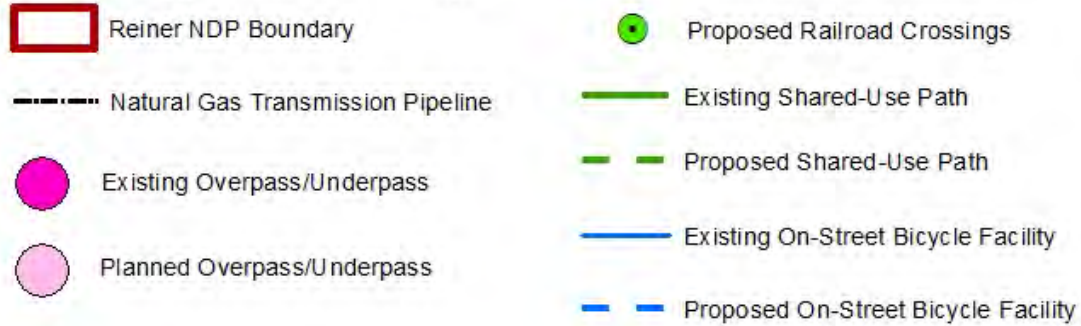 Reiner NDP Boundary
Natural Gas Transmission Pipeline
Existing Overpass/Underpass
Planned Overpass/Underpass
Proposed Railroad Crossings
Existing Shared-Use Path
Proposed Shared-Use Path
Existing On-Street Bicycle Facility
Proposed On-Street Bicycle Facility